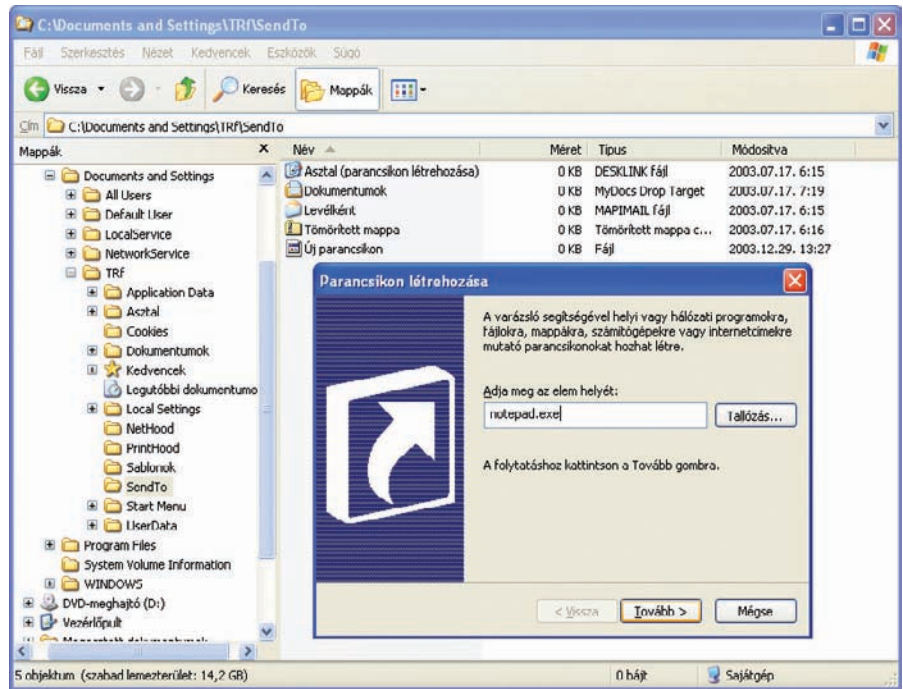 C:\Documents and Settings\TRf\SendTo
Fájl Szerkesztés Nézet Kedvencek Eszközök Súgó
Vissza Keresés Mappák
Cím C:\Documents and Settings\TRf\SendTo
Mappák x Név Méret Típus Módosítva
Documents and Settings
All Users
Default User
LocalService
NetworkService
TRf
Application Data
Asztal
Cookies
Dokumentumok
Kedvencek
Legutóbbi dokumentumo
Local Settings
NetHood
PrintHood
Sablonok
SendTo
Start Menu
UserData
Program Files
System Volume Information
WINDOWS
DVD-meghajtó (D:)
Vezérlőpult
Asztal (parancsikon létrehozása) 0 KB DESKLINK fájl 2003.07.17. 6:15
Dokumentumok 0 KB MyDocs Drop Target 2003.07.17. 7:19
Levélként 0 KB MAPIMAIL fájl 2003.07.17. 6:15
Tömörített mappa 0 KB Tömörített mappa c... 2003.07.17. 6:16
Új parancsikon 0 KB Fájl 2003.12.29. 13:27
Parancsikon létrehozása
A varázsló segítségével helyi vagy hálózati programokra,
fájlokra, mappákra, számítógépekre vagy internetcímekre
mutató parancsikonokat hozhat létre.
Adja meg az elem helyét:
notepad.exe
Tallózás...
A folytatáshoz kattintson a Tovább gombra.
< Vissza Tovább > Mégse
5 objektum (szabad lemezterület: 14,2 GB) 0 bájt Sajátgép